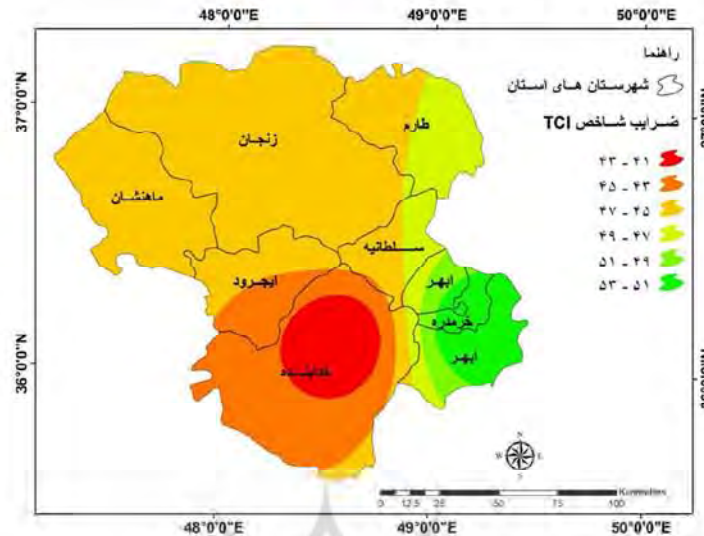 48°0'0"E 49°0'0"E 50°0'0"E
37°0'0"N
36°0'0"N
راهنما
شهرستان های استان
ضرایب شاخص TCI
۴۳ - ۴۱
۴۵ - ۴۳
۴۷ - ۴۵
۴۹ - ۴۷
۵۱ - ۴۹
۵۳ - ۵۱
طارم
زنجان
ماهنشان
سلطانیه
ایجرود
ابهر
خرمدره
ابهر
خدابنده
N
W
S
Kilometers
0 12.5 25 50 75 100
48°0'0"E 49°0'0"E 50°0'0"E